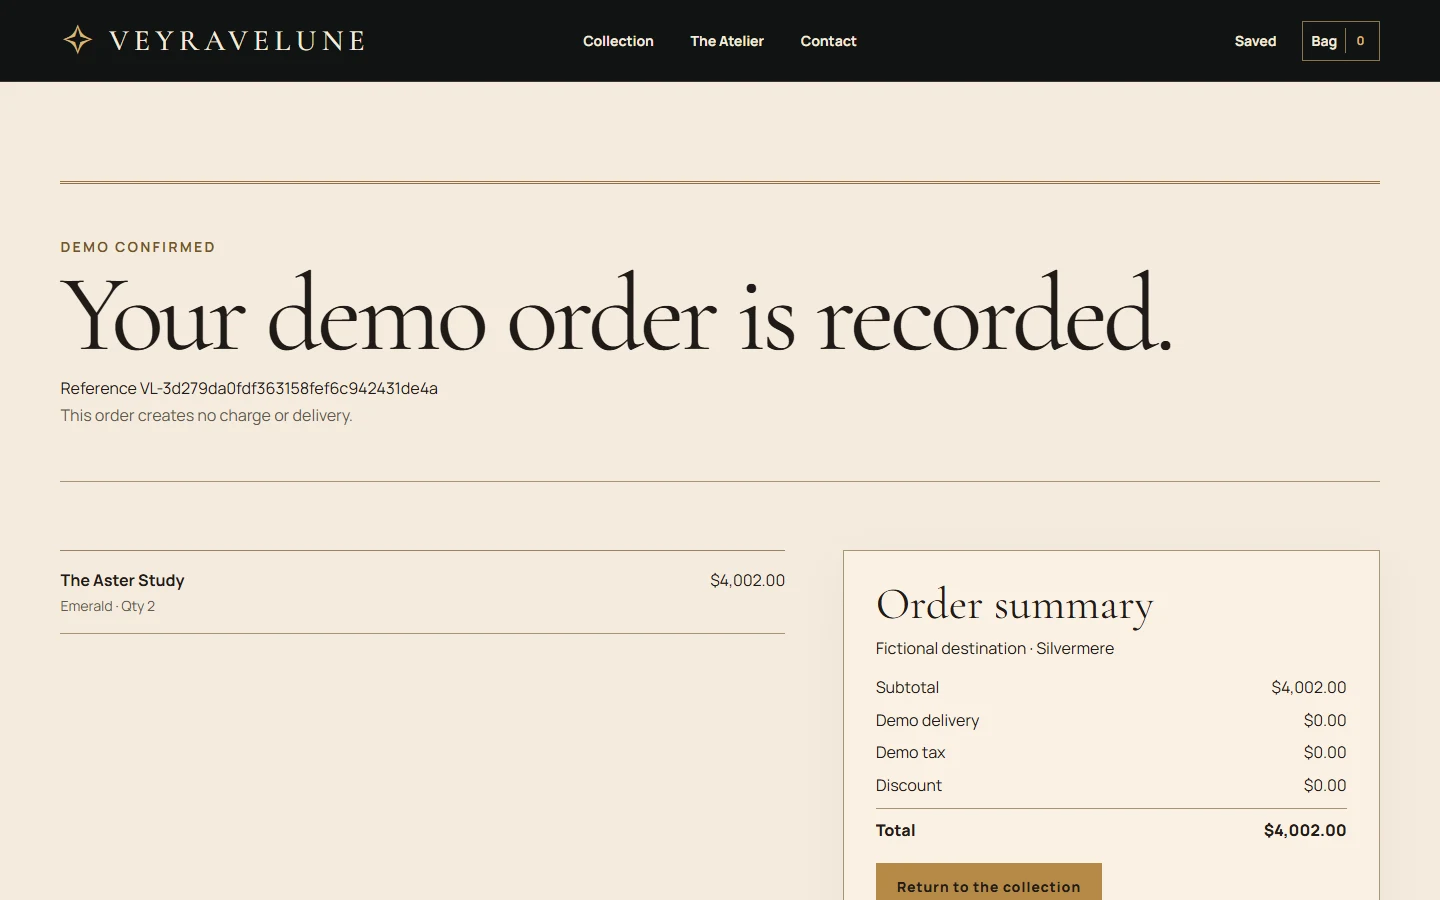 VEYRAVELUNE
Collection
The Atelier
Contact
Saved
Bag 0
DEMO CONFIRMED
Your demo order is recorded.
Reference VL-3d279da0fdf363158fef6c942431de4a
This order creates no charge or delivery.
The Aster Study $4,002.00
Emerald · Qty 2
Order summary
Fictional destination · Silvermere
Subtotal $4,002.00
Demo delivery $0.00
Demo tax $0.00
Discount $0.00
Total $4,002.00
Return to the collection